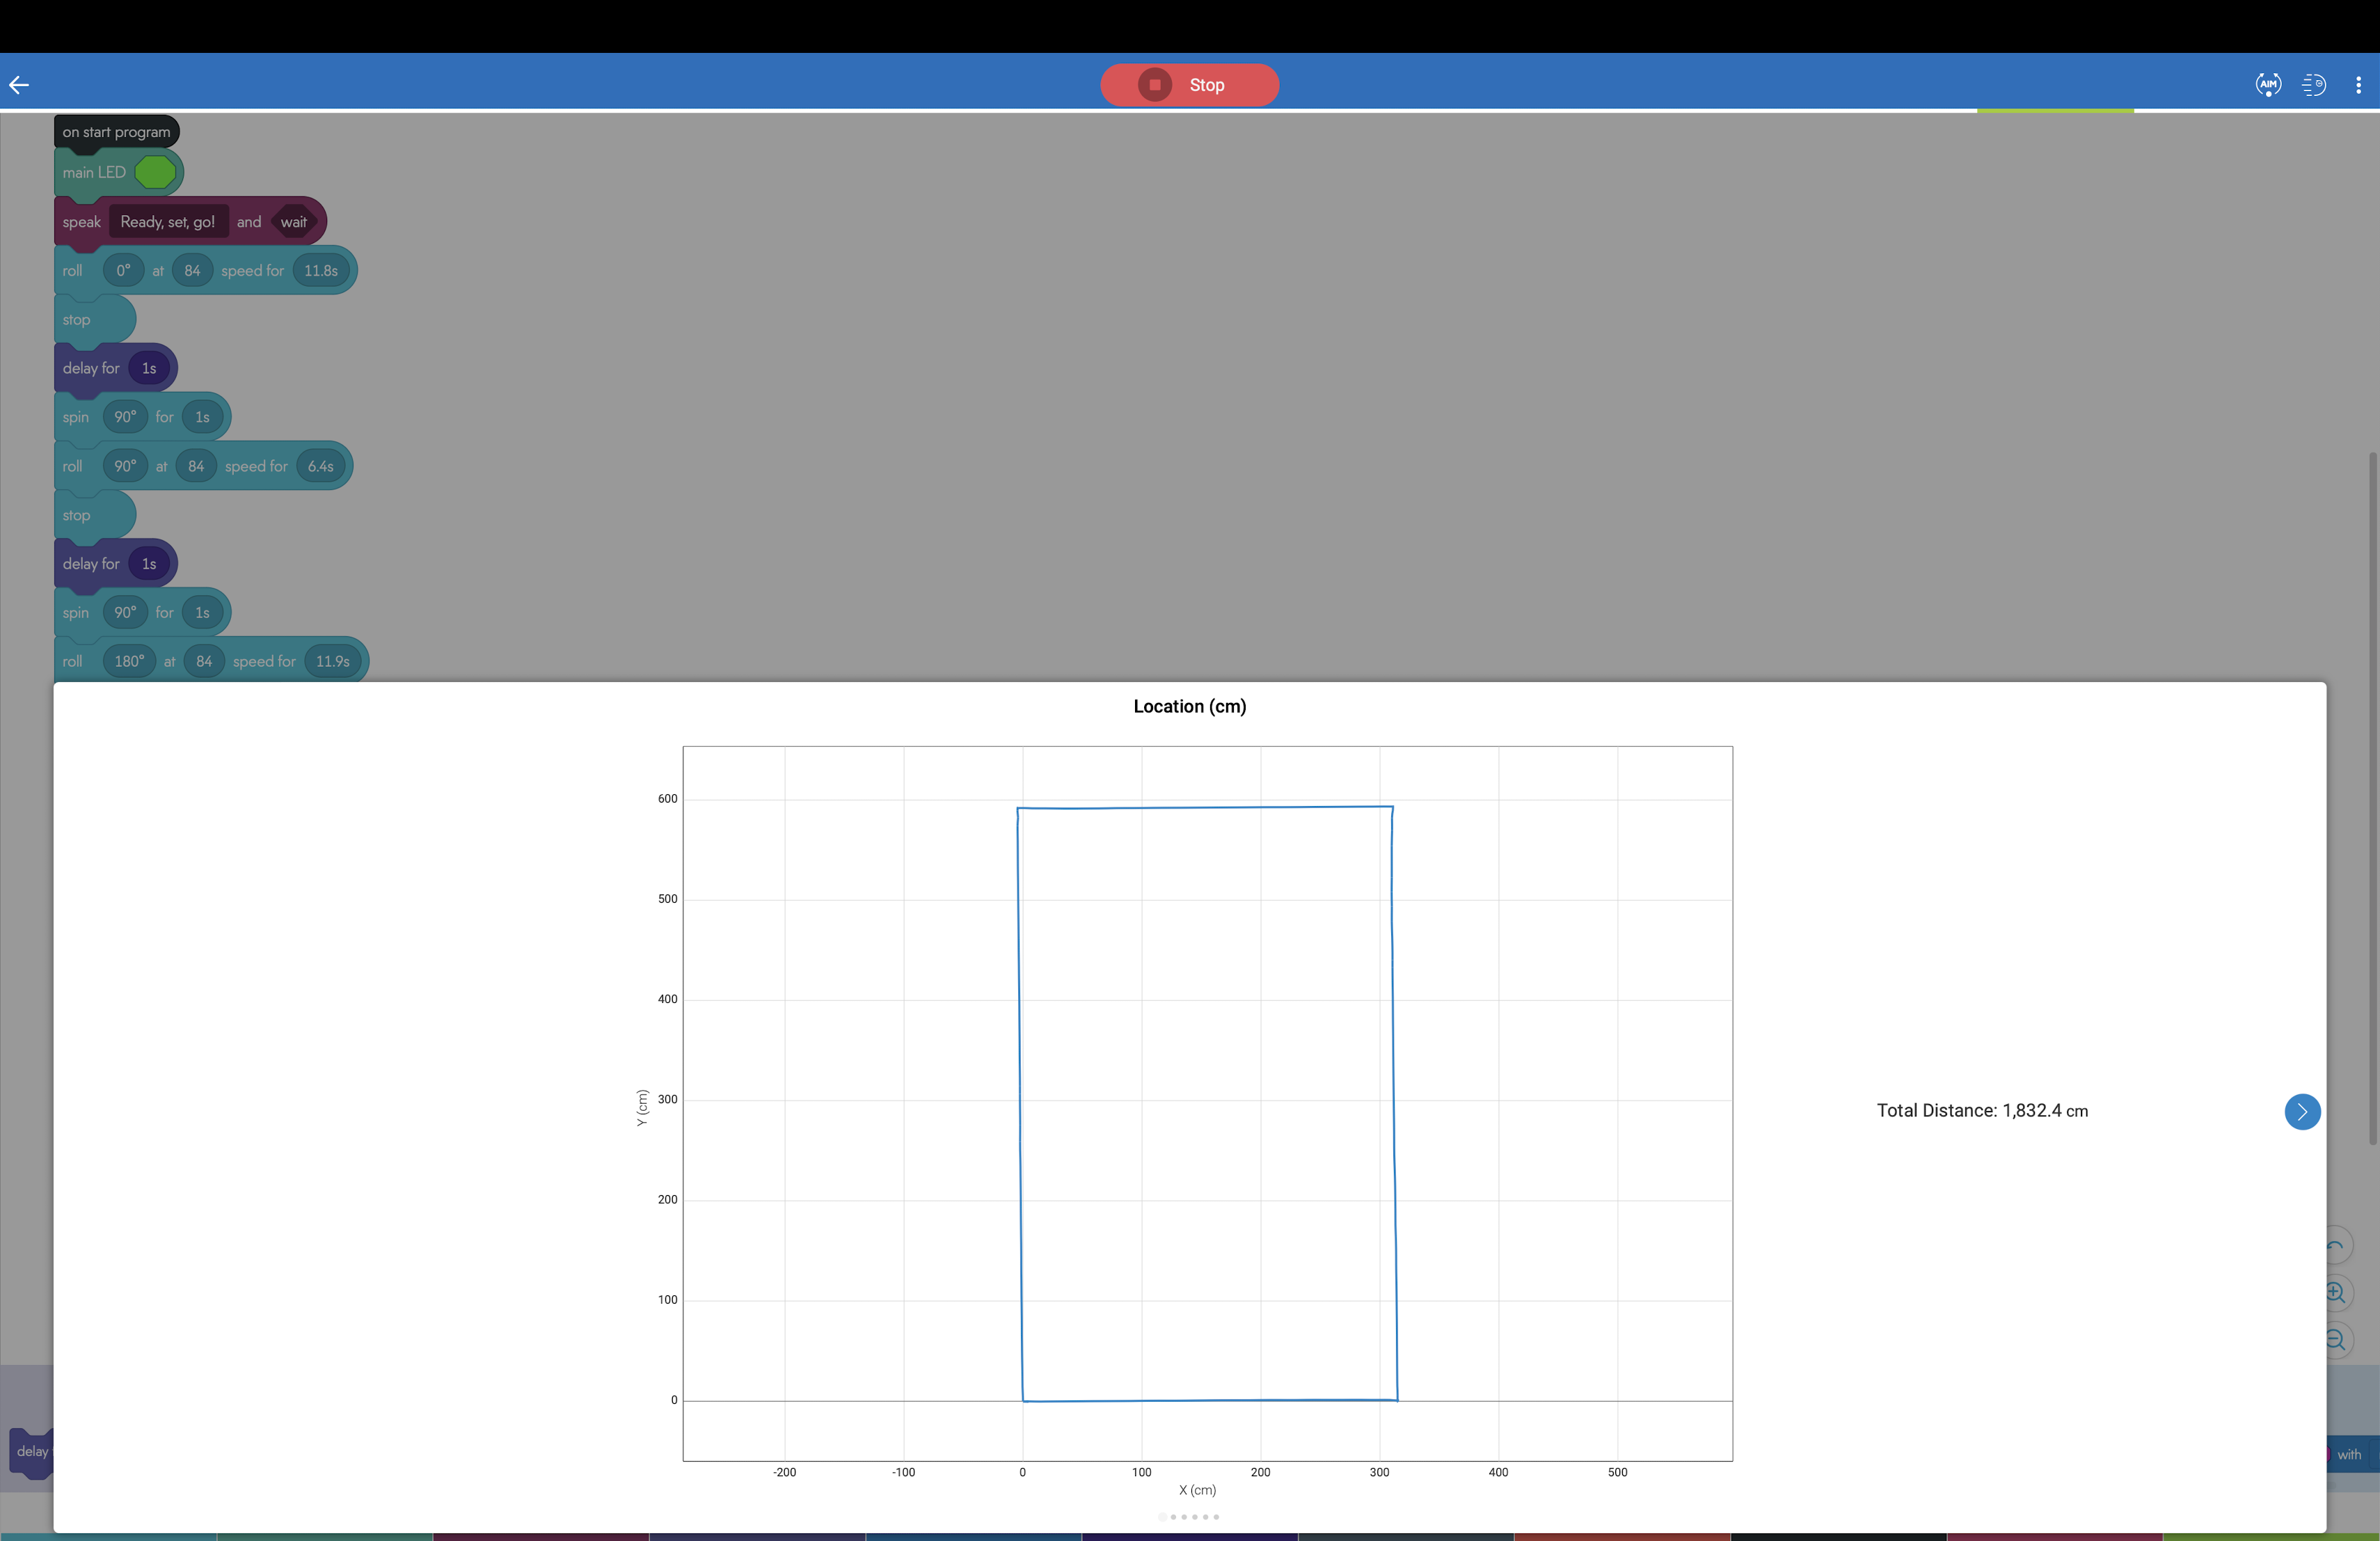 Stop
AIM
on start program
main LED
speak Ready, set, go! and wait
roll 0° at 84 speed for 11.8s
stop
delay for 1s
spin 90° for 1s
roll 90° at 84 speed for 6.4s
stop
delay for 1s
spin 90° for 1s
roll 180° at 84 speed for 11.9s
Location (cm)
600
500
400
Y (cm)
300
200
100
0
-200 -100 0 100 200 300 400 500
X (cm)
Total Distance: 1,832.4 cm
delay
with